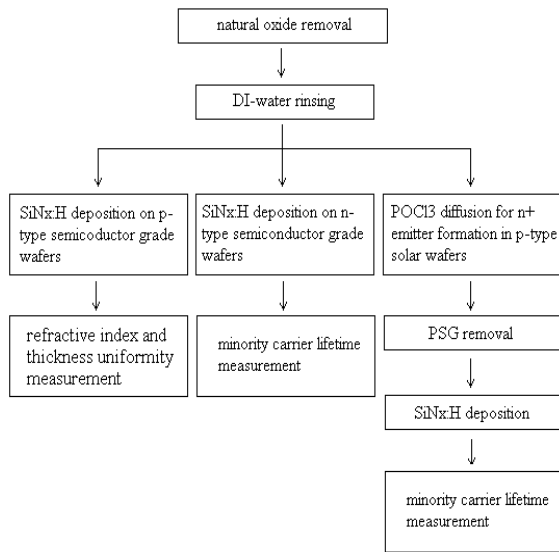 natural oxide removal
DI-water rinsing
SiNx:H deposition on p-
type semicoductor grade
wafers
SiNx:H deposition on n-
type semiconductor grade
wafers
POCl3 diffusion for n+
emitter formation in p-type
solar wafers
refractive index and
thickness uniformity
measurement
minority carrier lifetime
measurement
PSG removal
SiNx:H deposition
minority carrier lifetime
measurement